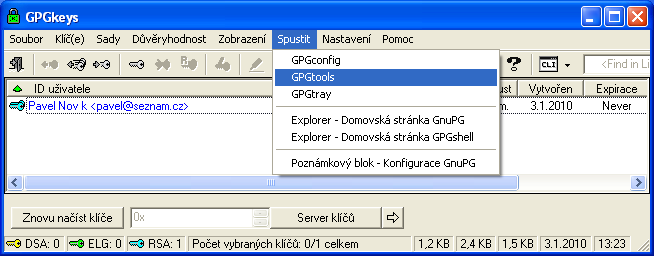 GPGkeys
Soubor Klíč(e) Sady Důvěryhodnost Zobrazení Spustit Nastavení Pomoc
GPGconfig
GPGtools
GPGtray
Explorer - Domovská stránka GnuPG
Explorer - Domovská stránka GPGshell
Poznámkový blok - Konfigurace GnuPG
? CLI <Find in Li
ID uživatele ust Vytvořen Expirace
Pavel Nov k <pavel@seznam.cz> m. 3.1.2010 Never
Znovu načíst klíče 0x Server klíčů
DSA: 0 ELG: 0 RSA: 1 Počet vybraných klíčů: 0/1 celkem 1,2 KB 2,4 KB 1,5 KB 3.1.2010 13:23